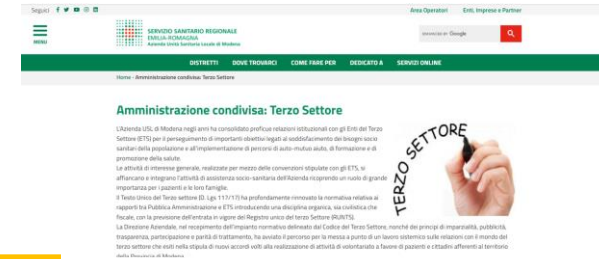 Seguici
Area Operatori Enti, Imprese e Partner
MENU
SERVIZIO SANITARIO REGIONALE
EMILIA-ROMAGNA
Azienda Unità Sanitaria Locale di Modena
Google
DISTRETTI DOVE TROVARCI COME FARE PER DEDICATO A SERVIZI ONLINE
Home - Amministrazione condivisa: Terzo Settore
Amministrazione condivisa: Terzo Settore
L'Azienda USL di Modena negli anni ha consolidato proficue relazioni istituzionali con gli Enti del Terzo
Settore (ETS) per il perseguimento di importanti obiettivi legati al soddisfacimento dei bisogni socio
sanitari della popolazione e all'implementazione di percorsi di auto-mutuo aiuto, di formazione e di
promozione della salute.
Le attività di interesse generale, realizzate per mezzo delle convenzioni stipulate con gli ETS, si
affiancano e integrano l'attività di assistenza socio-sanitaria dell'Azienda ricoprendo un ruolo di grande
importanza per i pazienti e le loro famiglie.
Il Testo Unico del Terzo settore (D. Lgs 117/17) ha profondamente rinnovato la normativa relativa ai
rapporti tra Pubblica Amministrazione e ETS introducendo una disciplina organica, sia civilistica che
fiscale, con la previsione dell'entrata in vigore del Registro unico del terzo Settore (RUNTS).
La Direzione Aziendale, nel recepimento dell'impianto normativo delineato dal Codice del Terzo Settore, nonché dei principi di imparzialità, pubblicità,
trasparenza, partecipazione e parità di trattamento, ha avviato il percorso per la messa a punto di un lavoro sistemico sulle relazioni con il mondo del
terzo settore che esiti nella stipula di nuovi accordi volti alla realizzazione di attività di volontariato a favore di pazienti e cittadini afferenti al territorio
della Provincia di Modena.
TERZO SETTORE